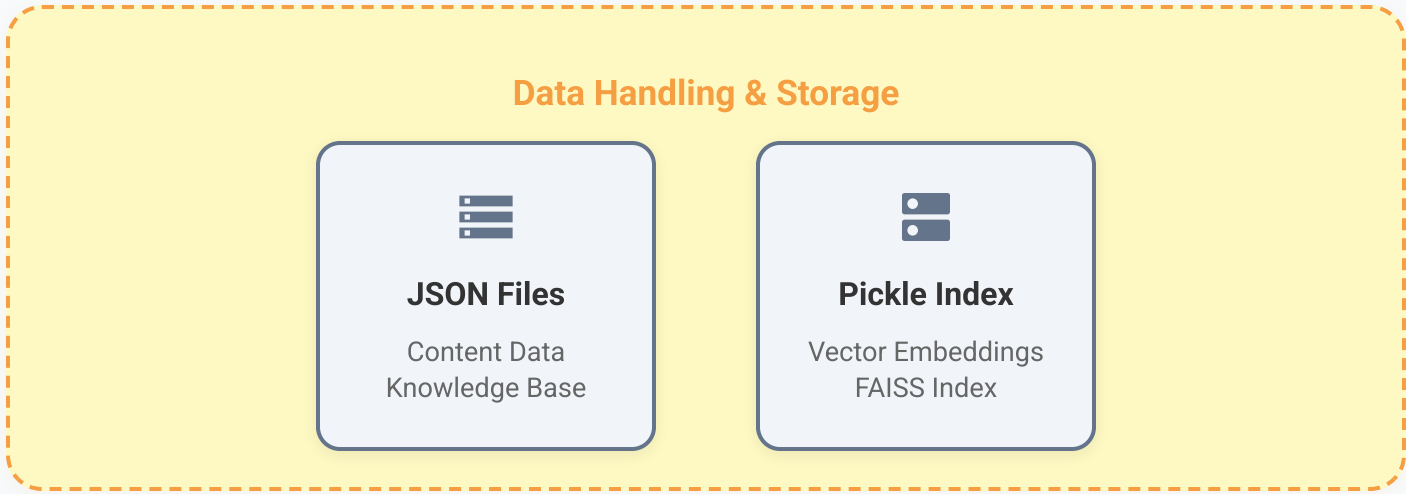 Data Handling & Storage
JSON Files
Content Data
Knowledge Base
Pickle Index
Vector Embeddings
FAISS Index